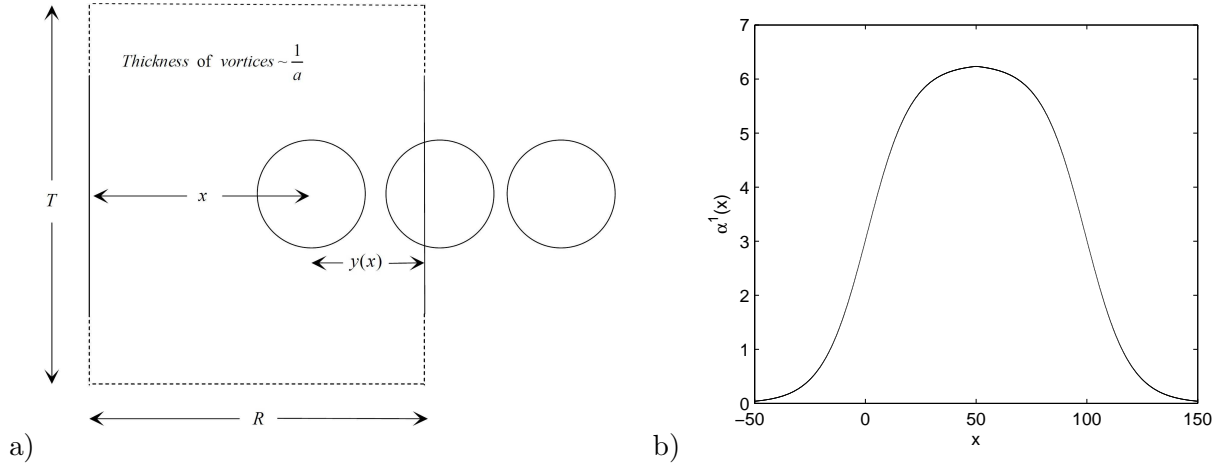 Thickness of vortices ~ 1/a
T
x
y(x)
R
a)
7
6
5
4
3
2
1
0
α¹(x)
−50 0 50 100 150
x
b)